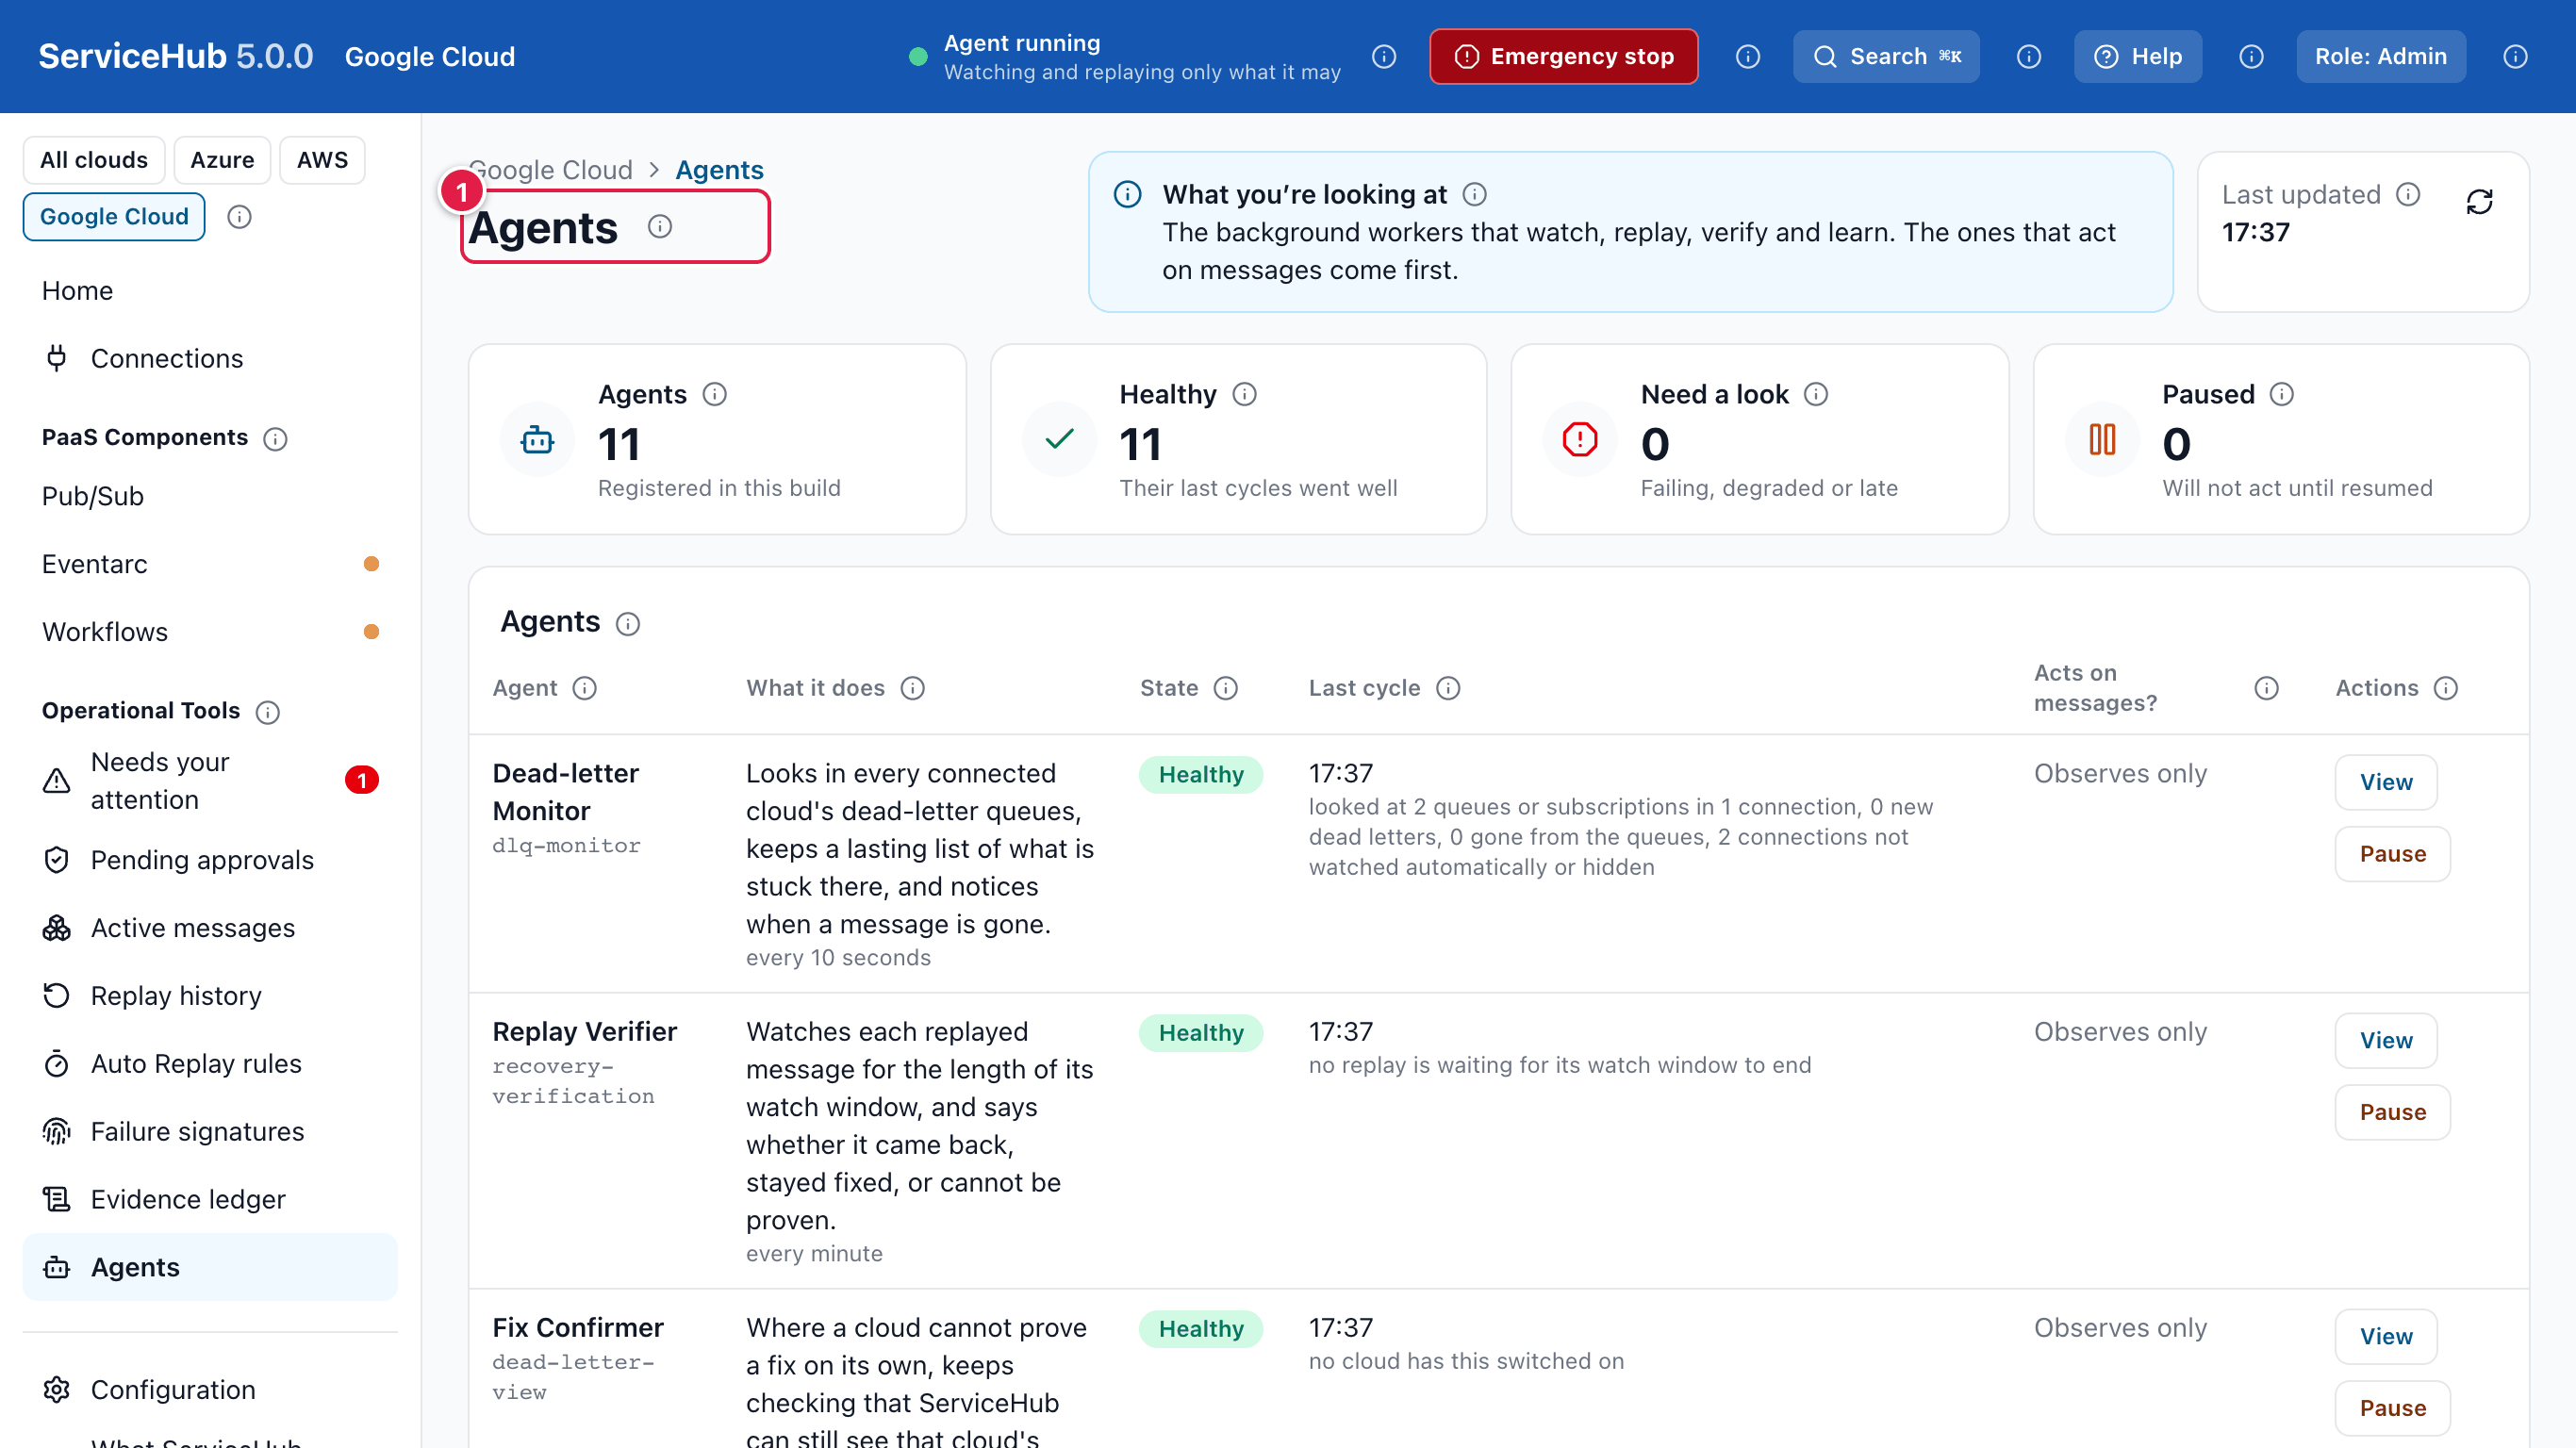 ServiceHub 5.0.0 Google Cloud
Agent running
Watching and replaying only what it may
Emergency stop
Search ⌘K
Help
Role: Admin
All clouds
Azure
AWS
Google Cloud
Home
Connections
PaaS Components
Pub/Sub
Eventarc
Workflows
Operational Tools
Needs your
attention
1
Pending approvals
Active messages
Replay history
Auto Replay rules
Failure signatures
Evidence ledger
Agents
Configuration
What ServiceHub
Google Cloud > Agents
1
Agents
What you’re looking at
The background workers that watch, replay, verify and learn. The ones that act
on messages come first.
Last updated
17:37
Agents
11
Registered in this build
Healthy
11
Their last cycles went well
Need a look
0
Failing, degraded or late
Paused
0
Will not act until resumed
Agents
Agent
What it does
State
Last cycle
Acts on
messages?
Actions
Dead-letter
Monitor
dlq-monitor
Looks in every connected
cloud's dead-letter queues,
keeps a lasting list of what is
stuck there, and notices
when a message is gone.
every 10 seconds
Healthy
17:37
looked at 2 queues or subscriptions in 1 connection, 0 new
dead letters, 0 gone from the queues, 2 connections not
watched automatically or hidden
Observes only
View
Pause
Replay Verifier
recovery-
verification
Watches each replayed
message for the length of its
watch window, and says
whether it came back,
stayed fixed, or cannot be
proven.
every minute
Healthy
17:37
no replay is waiting for its watch window to end
Observes only
View
Pause
Fix Confirmer
dead-letter-
view
Where a cloud cannot prove
a fix on its own, keeps
checking that ServiceHub
can still see that cloud's
Healthy
17:37
no cloud has this switched on
Observes only
View
Pause